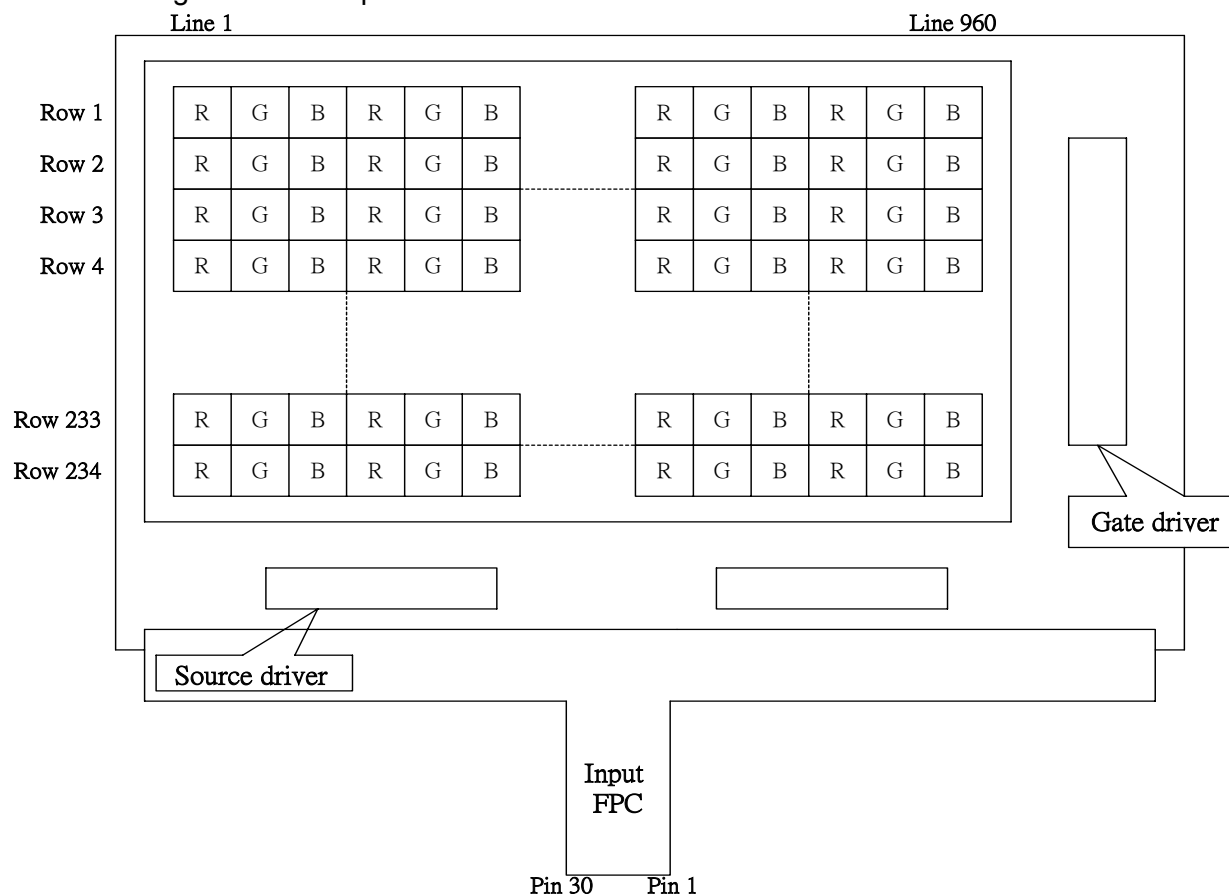 Line 1 Line 960
Row 1 R G B R G B R G B R G B
Row 2 R G B R G B R G B R G B
Row 3 R G B R G B R G B R G B
Row 4 R G B R G B R G B R G B
Row 233 R G B R G B R G B R G B
Row 234 R G B R G B R G B R G B
Gate driver
Source driver
Input
FPC
Pin 30 Pin 1